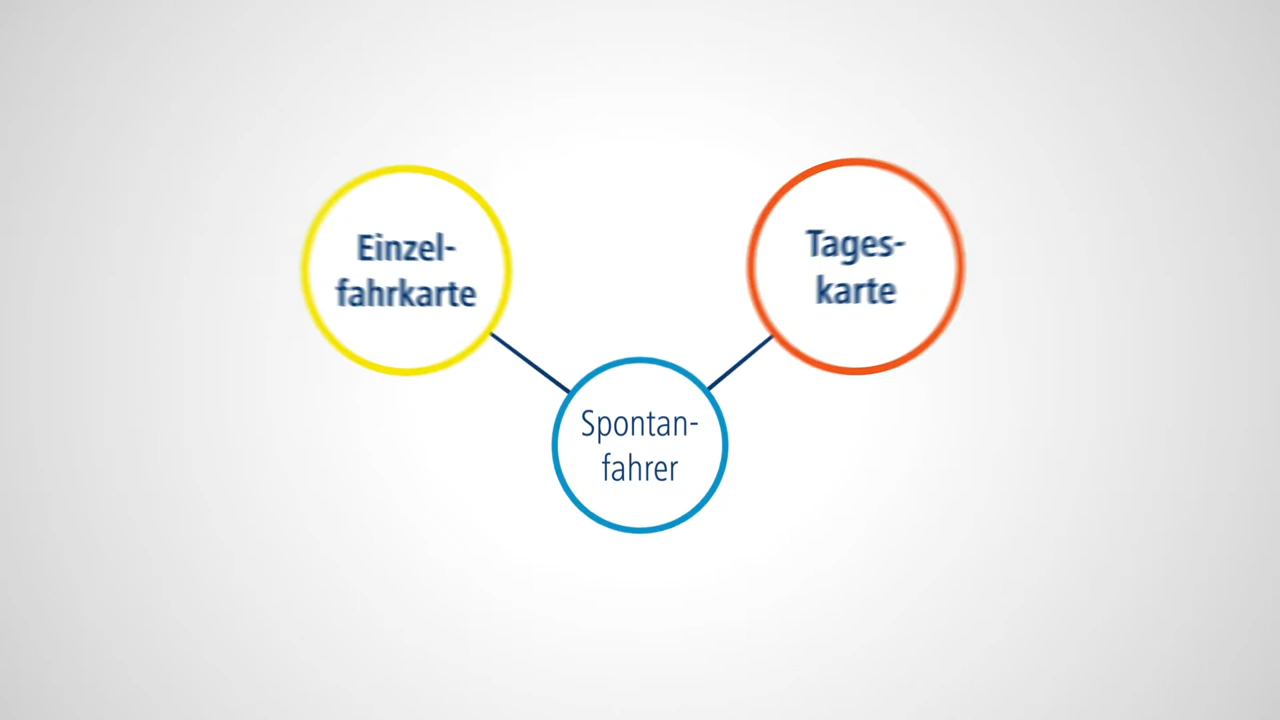 Einzel-
fahrkarte
Tages-
karte
Spontan-
fahrer